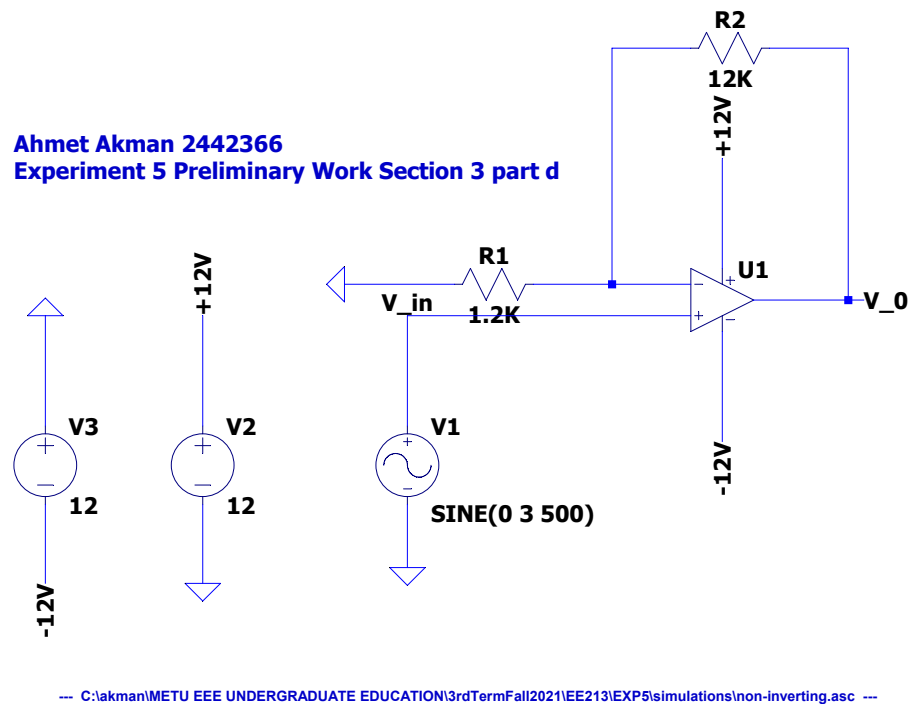 R2
12K
+12V
Ahmet Akman 2442366
Experiment 5 Preliminary Work Section 3 part d
R1
U1
+12V
V_in
1.2K
V_0
V3
V2
V1
-12V
12
12
SINE(0 3 500)
-12V
--- C:\akman\METU EEE UNDERGRADUATE EDUCATION\3rdTermFall2021\EE213\EXP5\simulations\non-inverting.asc ---